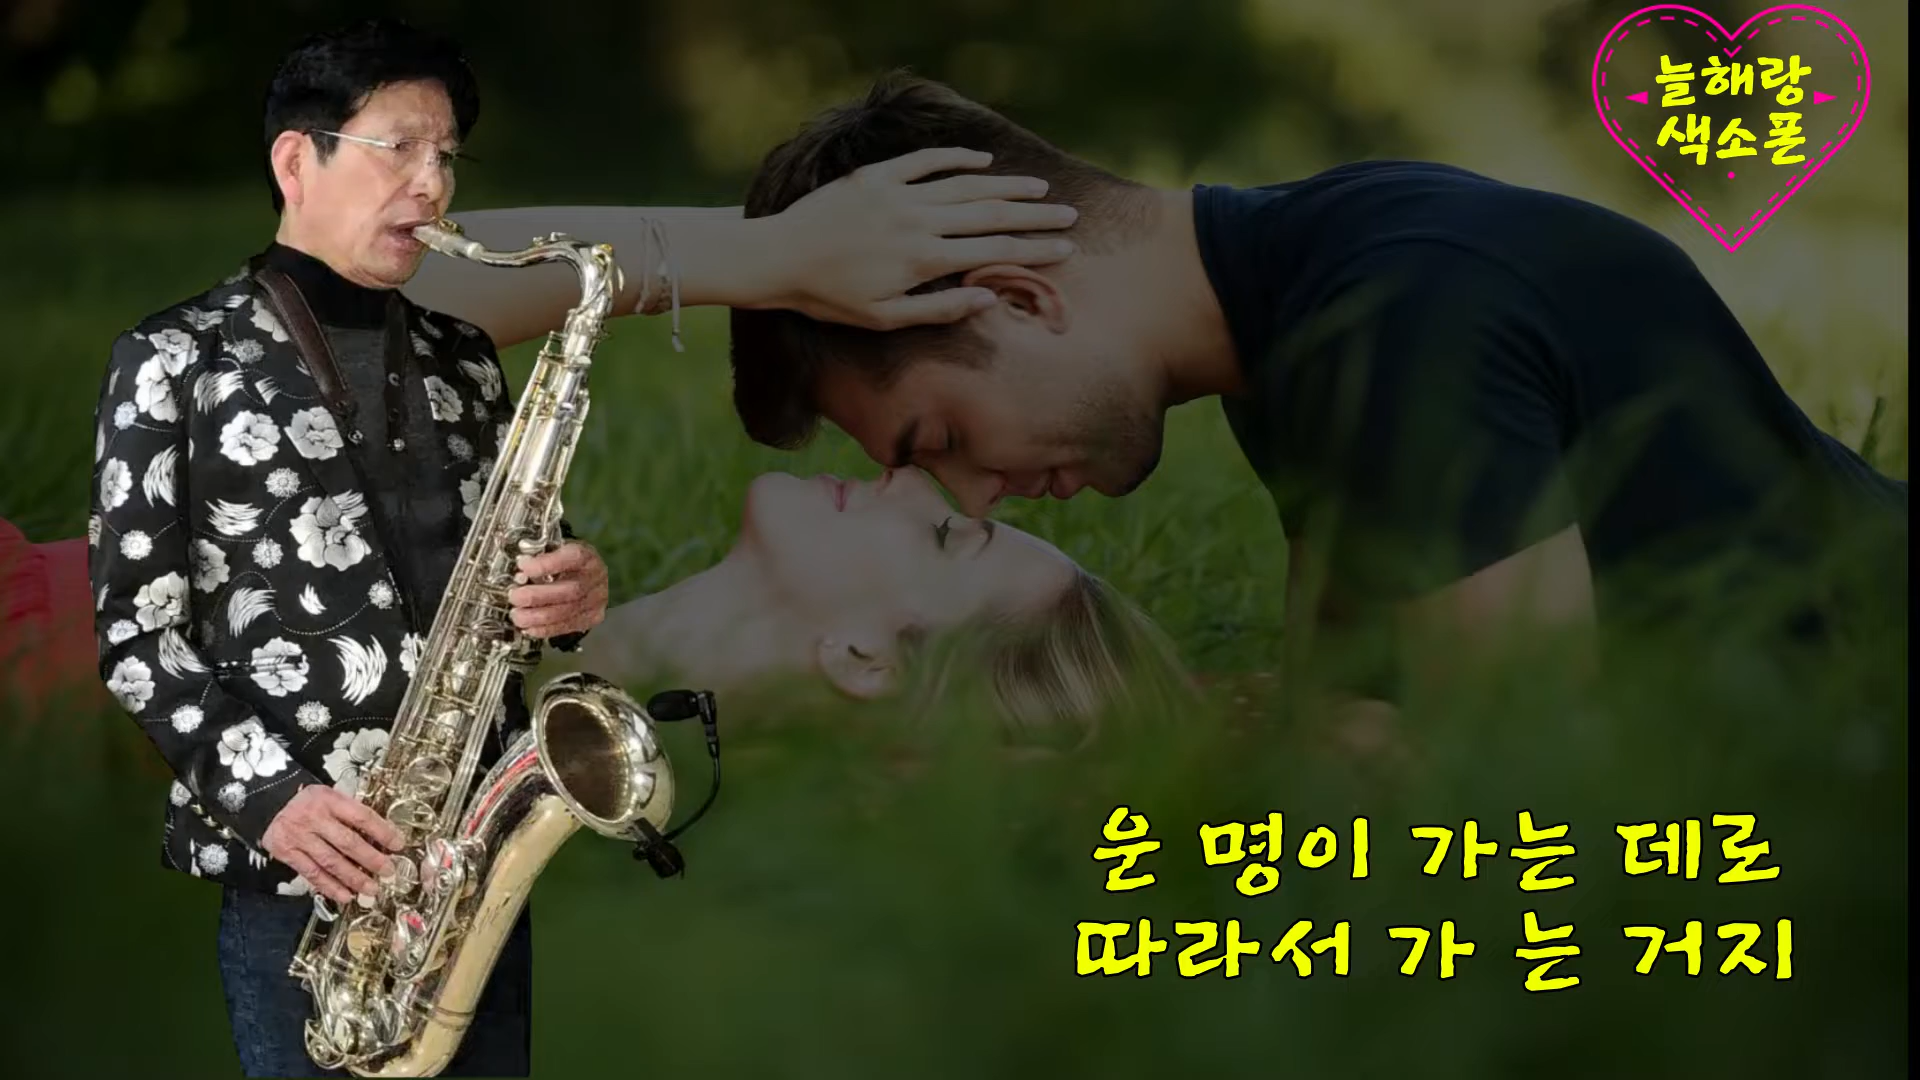 늘해랑
색소폰
운 명이 가는 데로
따라서 가 는 거지